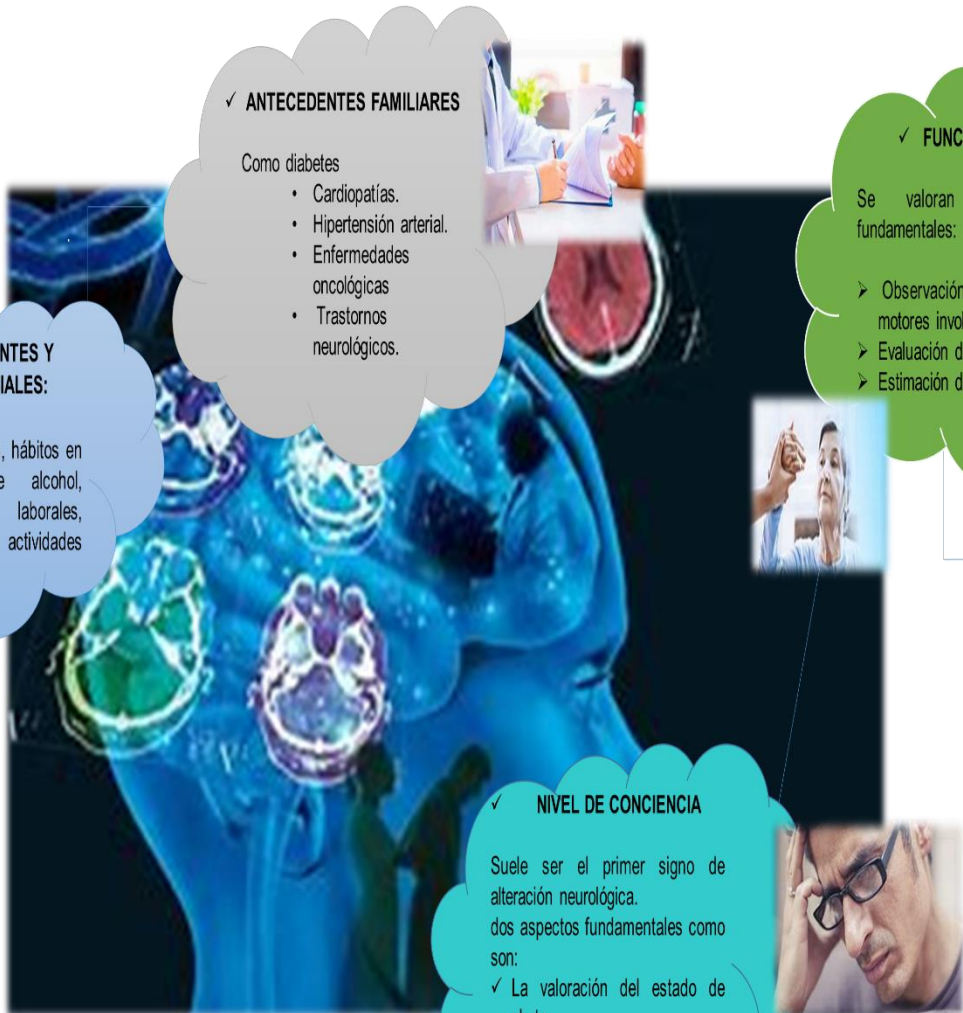 ✓ ANTECEDENTES FAMILIARES
Como diabetes
• Cardiopatías.
• Hipertensión arterial.
• Enfermedades
oncológicas
• Trastornos
neurológicos.
✓ FUNC
Se valoran
fundamentales:
➢ Observación
motores invol
➢ Evaluación d
➢ Estimación d
NTES Y
IALES:
, hábitos en
e alcohol,
laborales,
actividades
✓ NIVEL DE CONCIENCIA
Suele ser el primer signo de
alteración neurológica.
dos aspectos fundamentales como
son:
✓ La valoración del estado de